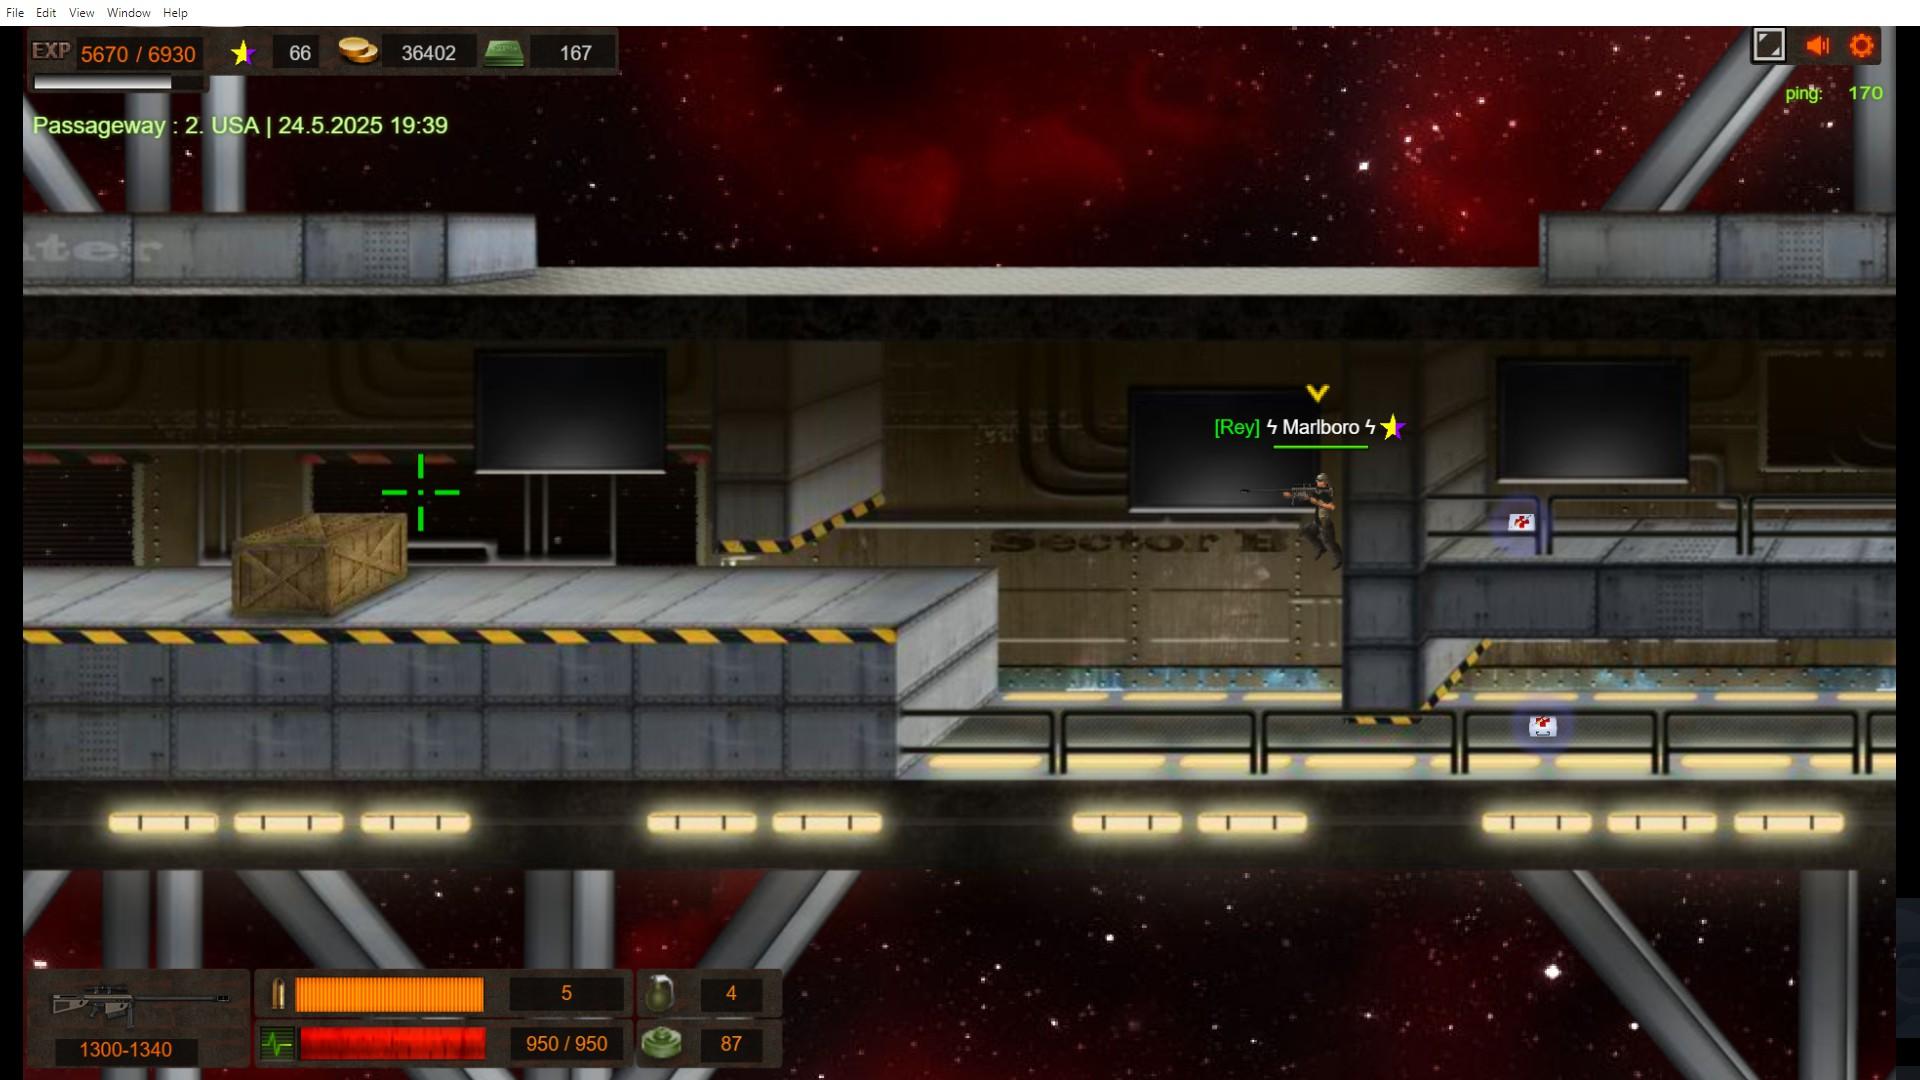 File Edit View Window Help
EXP 5670 / 6930 66 36402 167
ping: 170
Passageway : 2. USA | 24.5.2025 19:39
ter
[Rey] ϟ Marlboro ϟ
Sector B
5 4
1300-1340 950 / 950 87